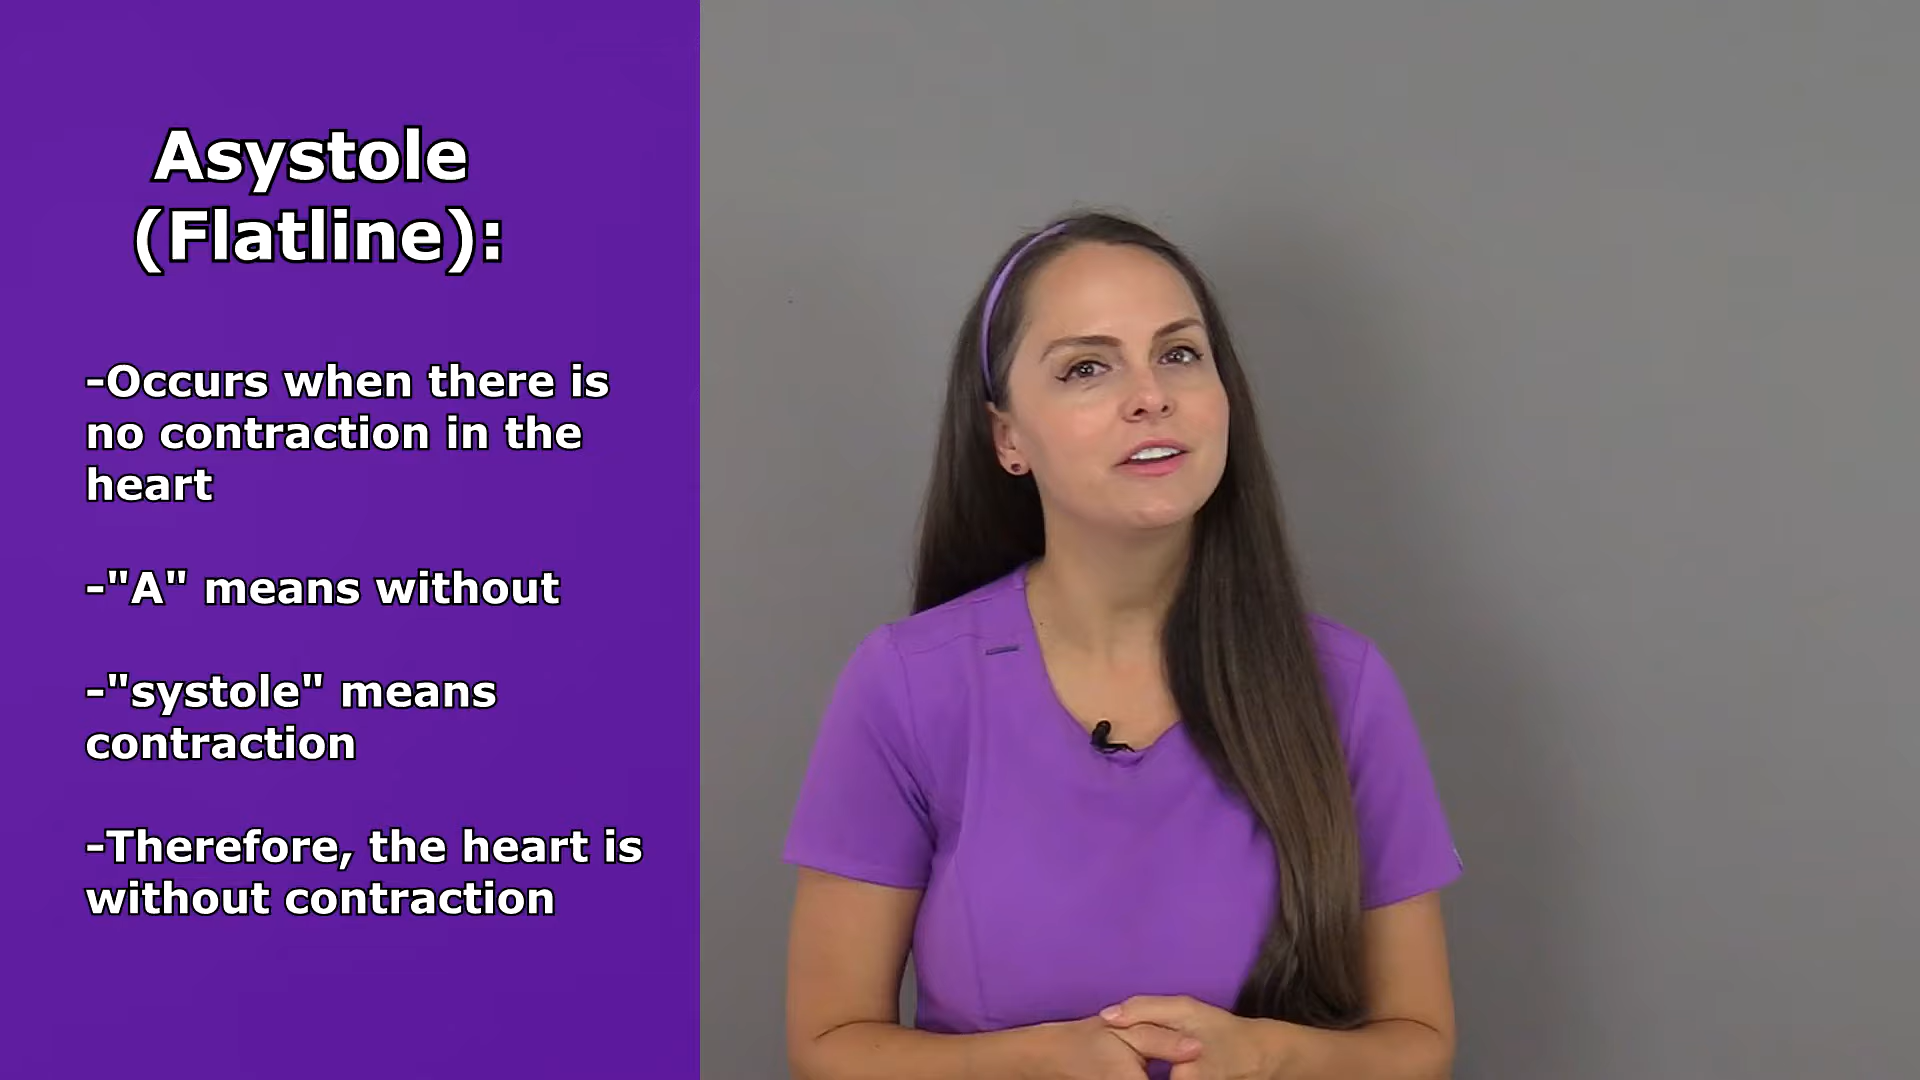 Asystole
(Flatline):
-Occurs when there is
no contraction in the
heart
-"A" means without
-"systole" means
contraction
-Therefore, the heart is
without contraction